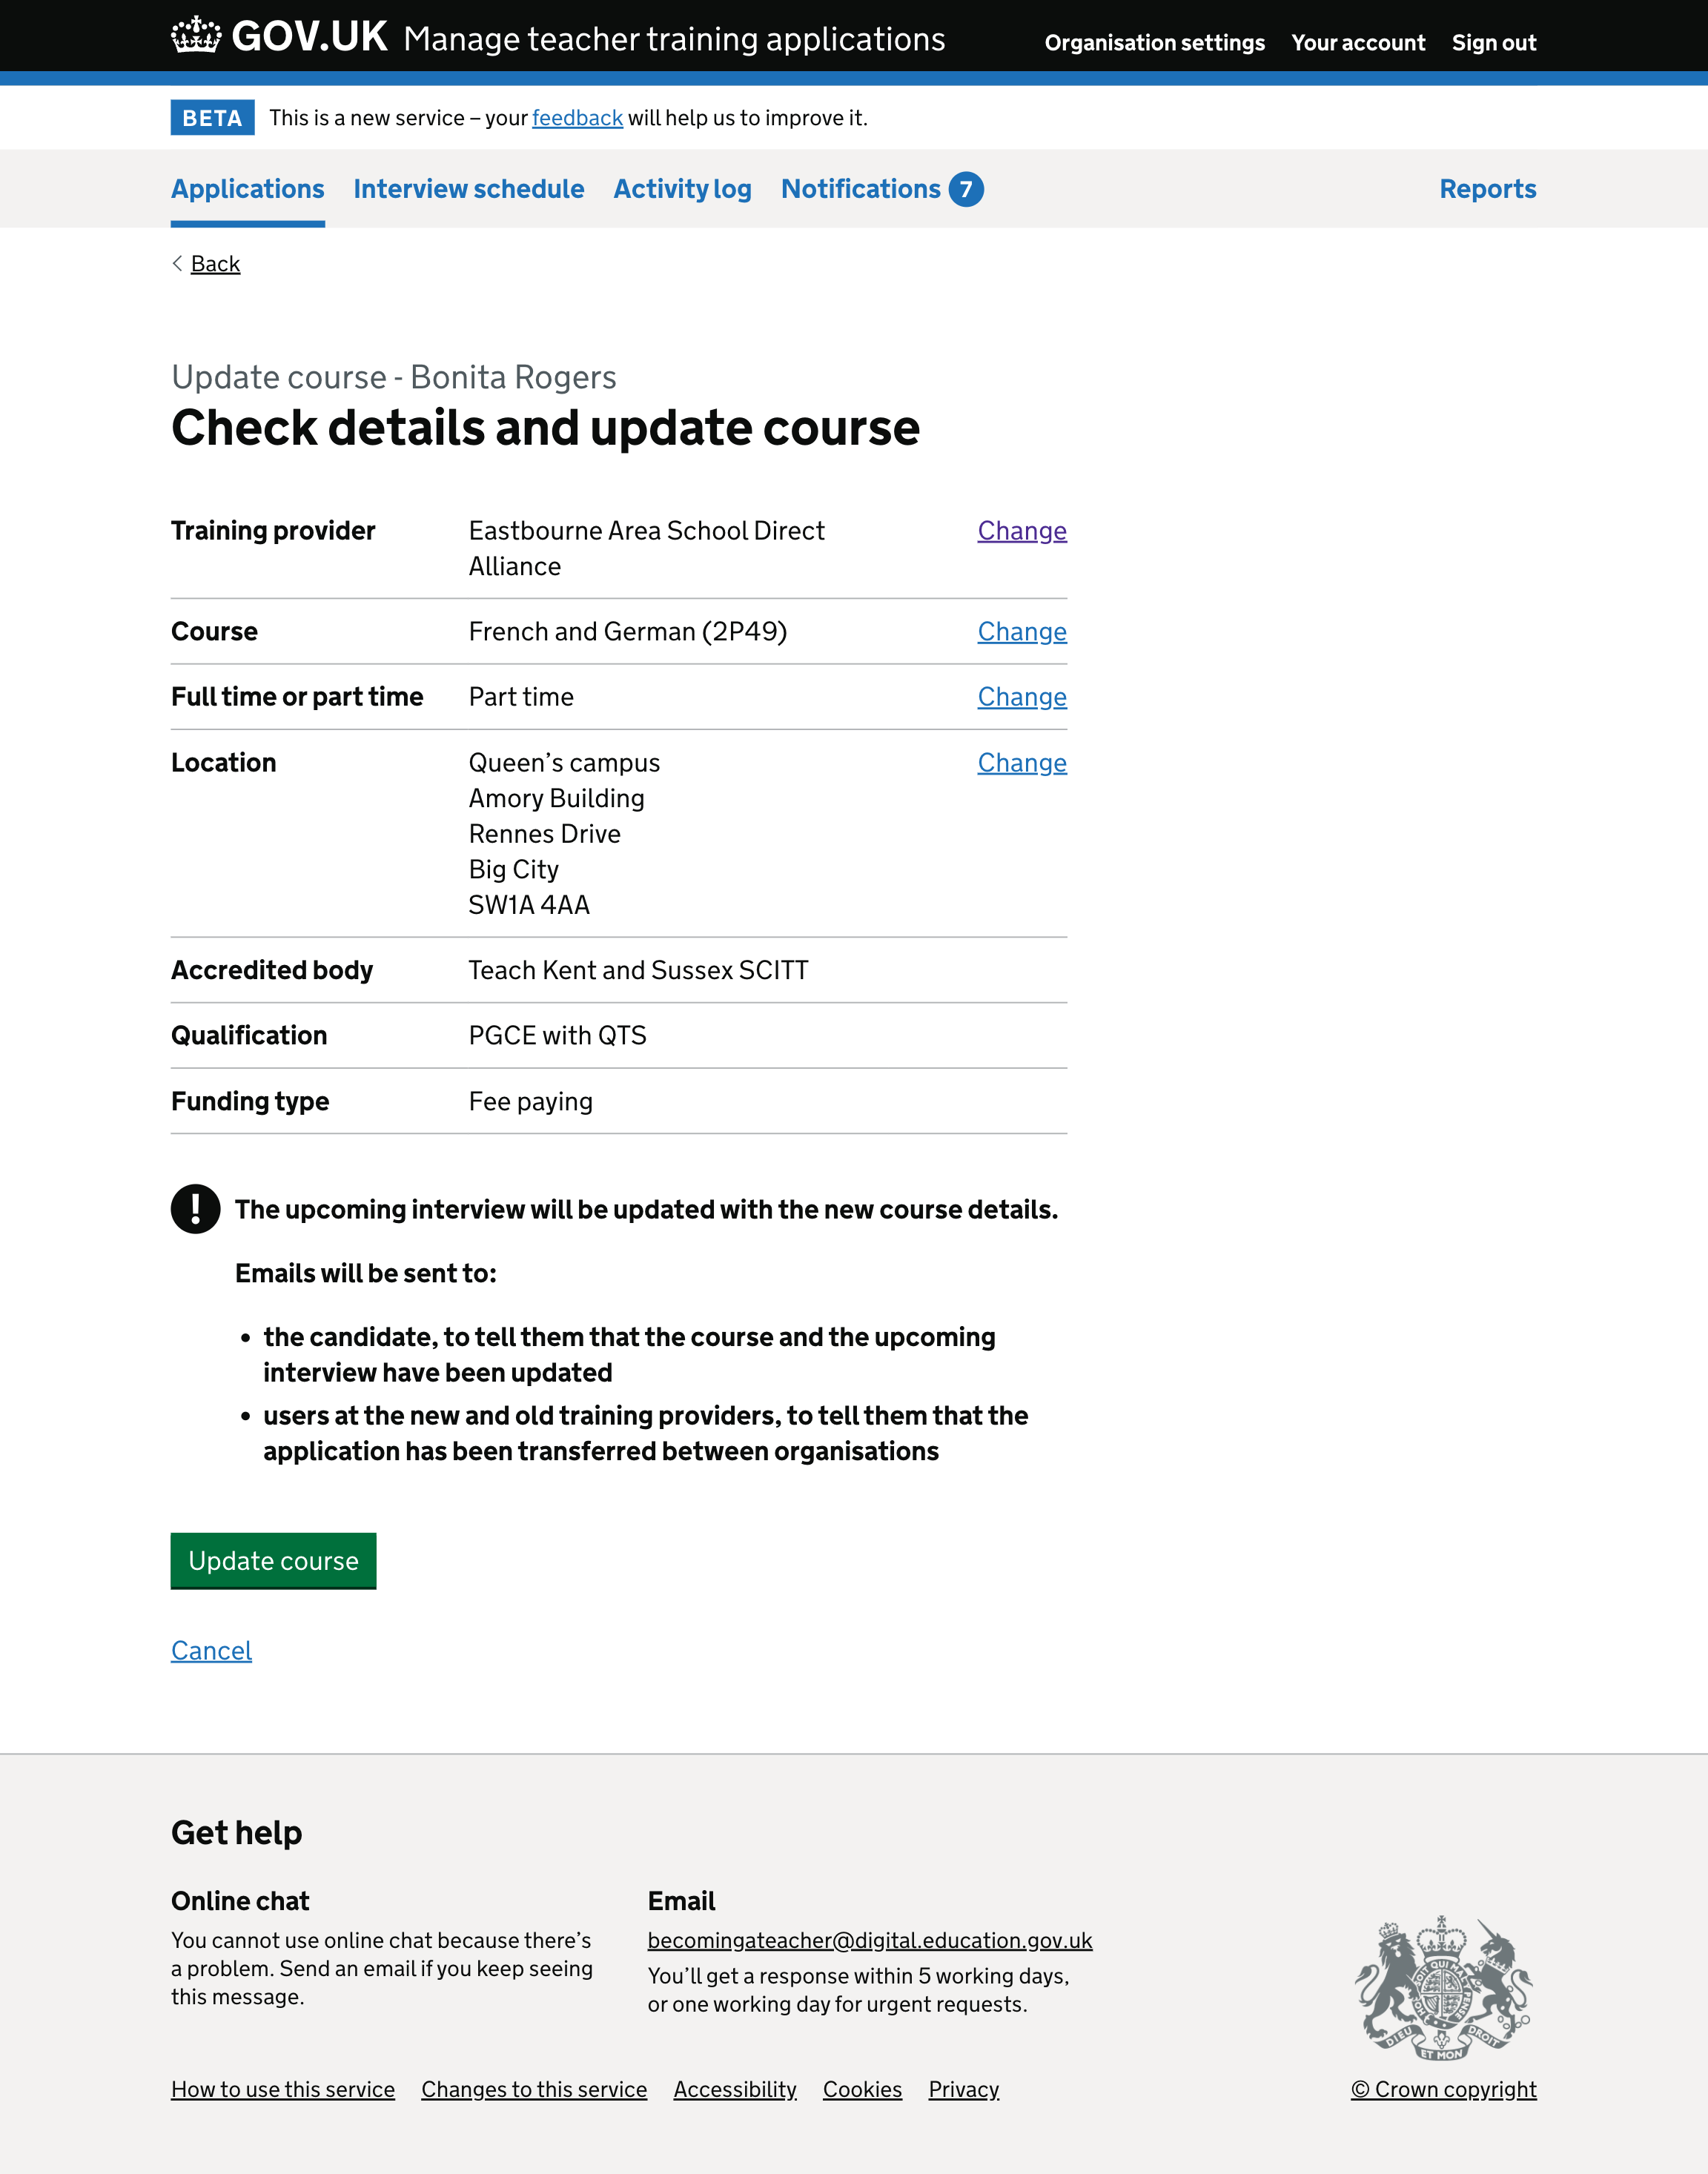 GOV.UK Manage teacher training applications
Organisation settings Your account Sign out
BETA This is a new service – your feedback will help us to improve it.
Applications Interview schedule Activity log Notifications 7 Reports
Back
Update course - Bonita Rogers
Check details and update course
Training provider Eastbourne Area School Direct Change
Alliance
Course French and German (2P49) Change
Full time or part time Part time Change
Location Queen’s campus Change
Amory Building
Rennes Drive
Big City
SW1A 4AA
Accredited body Teach Kent and Sussex SCITT
Qualification PGCE with QTS
Funding type Fee paying
! The upcoming interview will be updated with the new course details.
Emails will be sent to:
• the candidate, to tell them that the course and the upcoming
interview have been updated
• users at the new and old training providers, to tell them that the
application has been transferred between organisations
Update course
Cancel
Get help
Online chat
You cannot use online chat because there’s
a problem. Send an email if you keep seeing
this message.
Email
becomingateacher@digital.education.gov.uk
You’ll get a response within 5 working days,
or one working day for urgent requests.
DIEU ET MON DROIT
How to use this service Changes to this service Accessibility Cookies Privacy
© Crown copyright